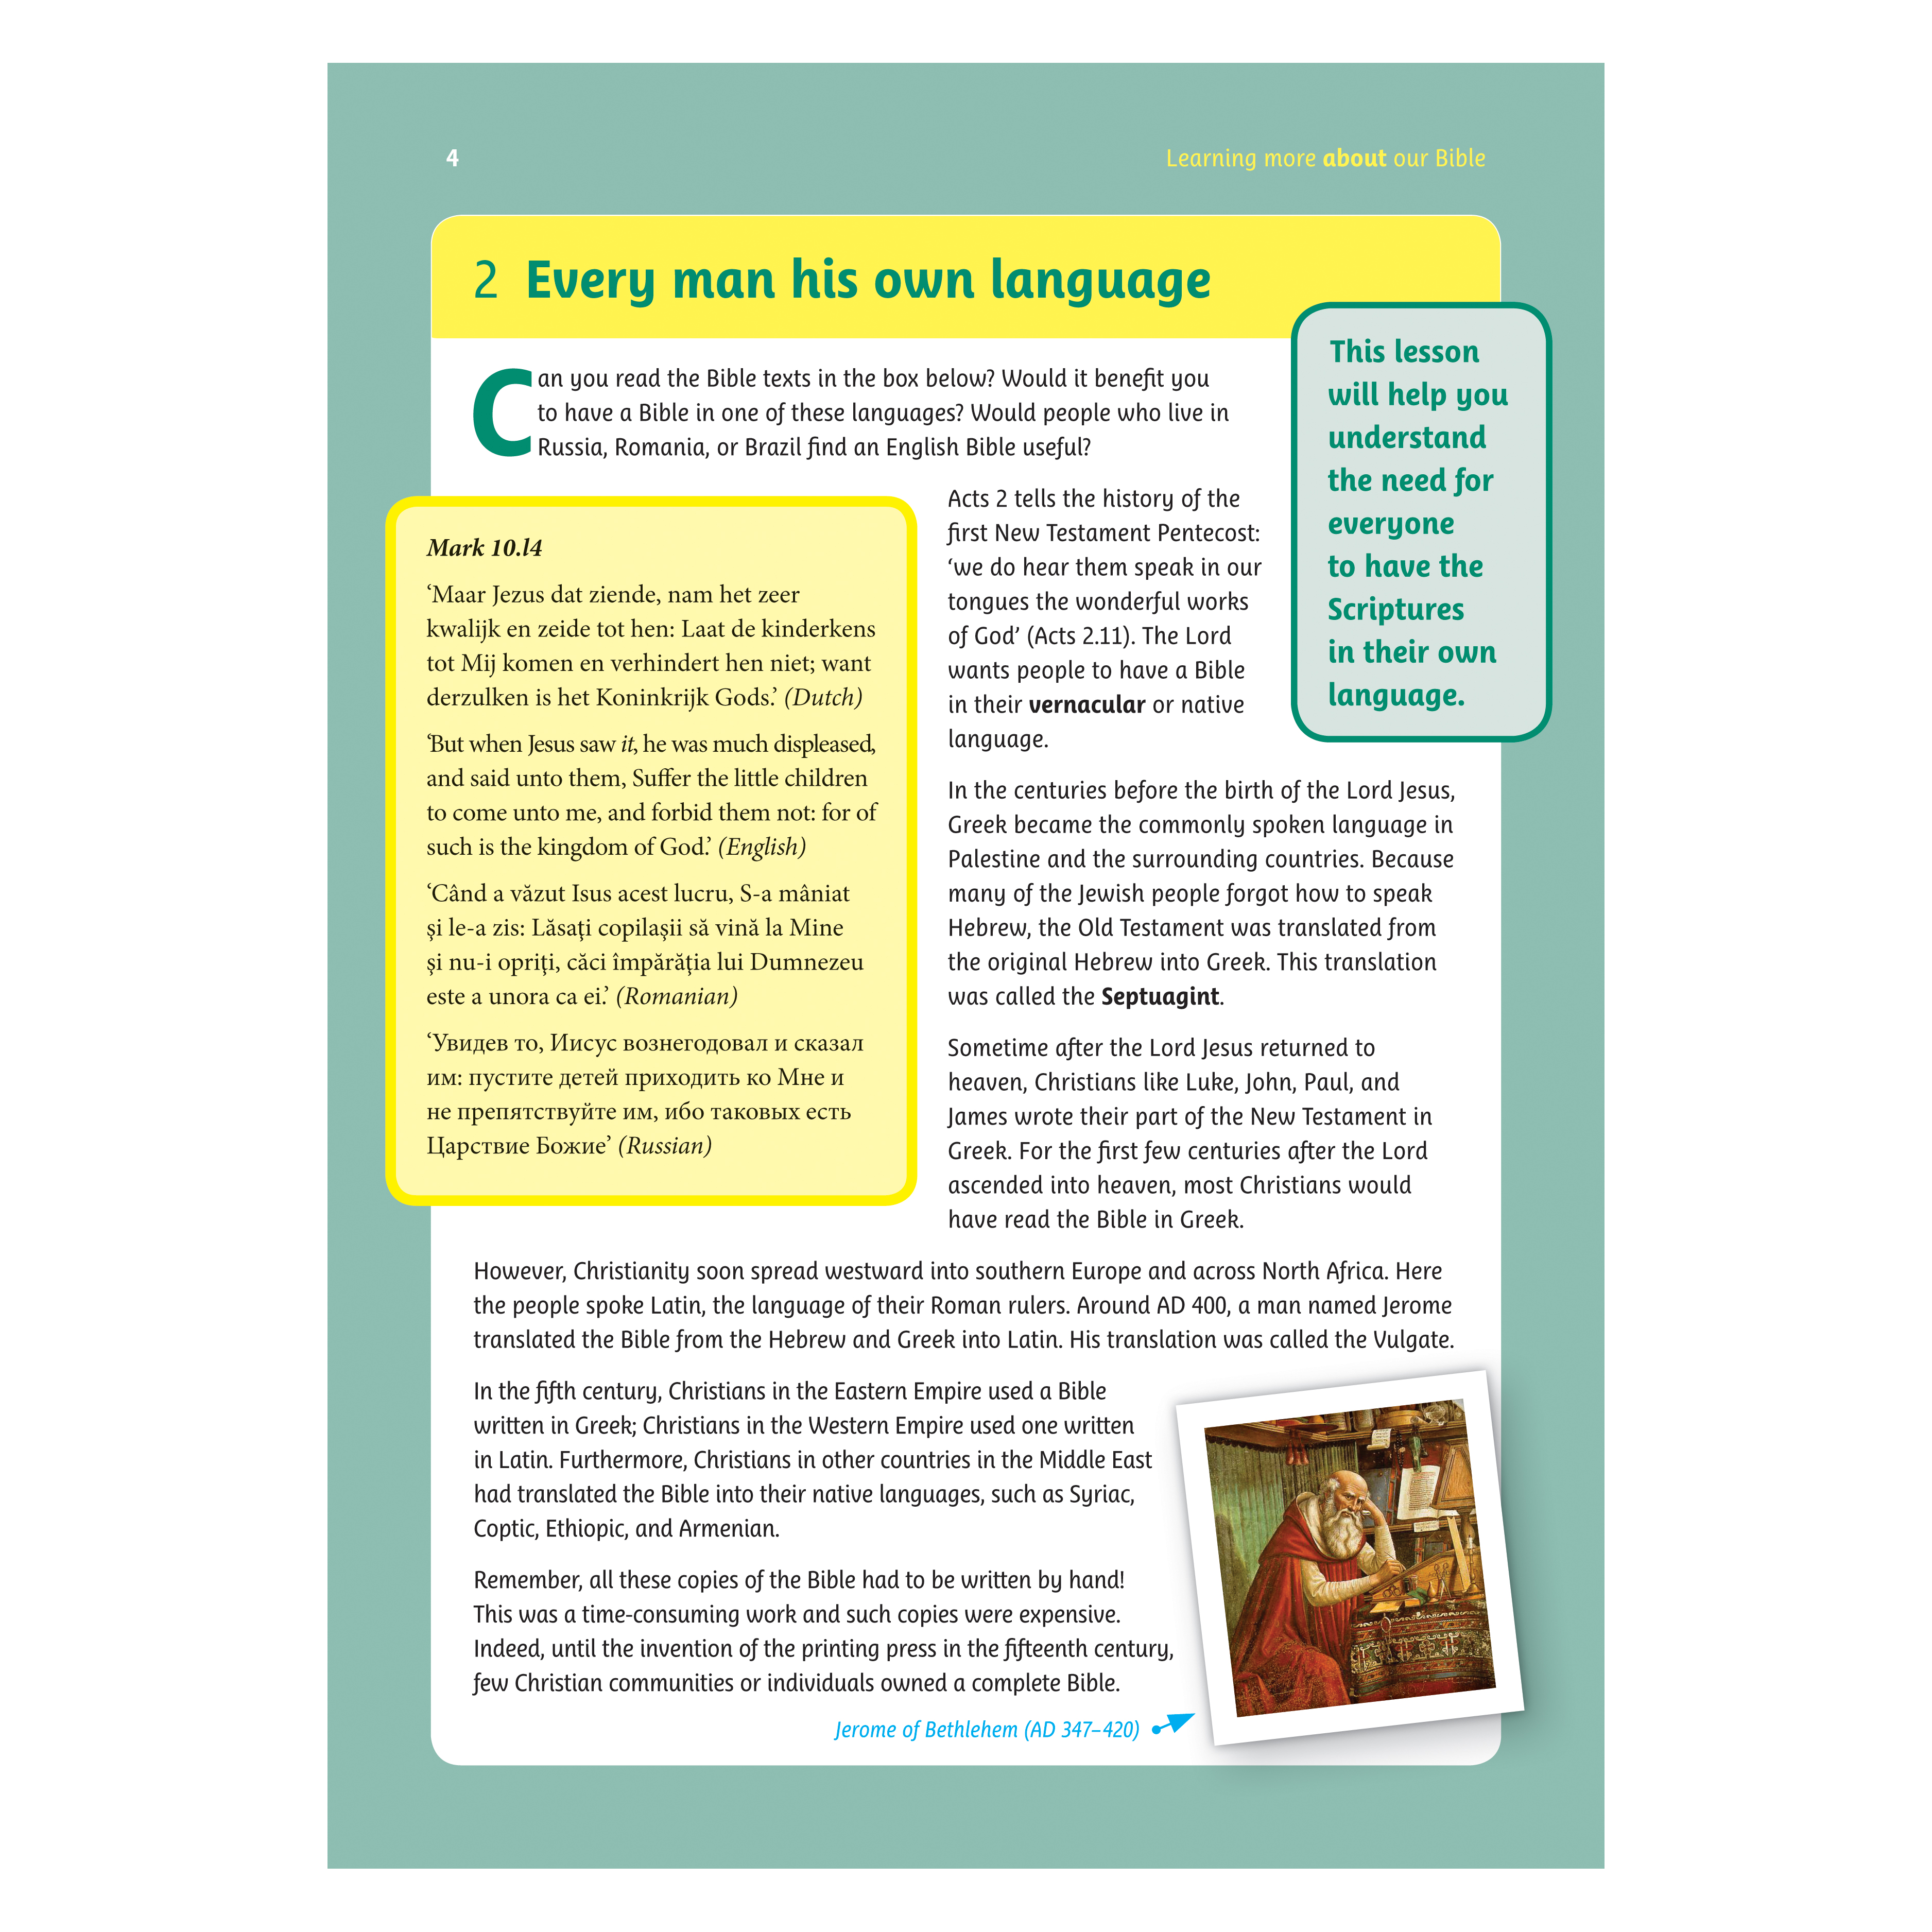 4
Learning more about our Bible
2 Every man his own language
This lesson
will help you
understand
the need for
everyone
to have the
Scriptures
in their own
language.
Can you read the Bible texts in the box below? Would it benefit you
to have a Bible in one of these languages? Would people who live in
Russia, Romania, or Brazil find an English Bible useful?
Mark 10.l4
‘Maar Jezus dat ziende, nam het zeer
kwalijk en zeide tot hen: Laat de kinderkens
tot Mij komen en verhindert hen niet; want
derzulken is het Koninkrijk Gods.’ (Dutch)
‘But when Jesus saw it, he was much displeased,
and said unto them, Suffer the little children
to come unto me, and forbid them not: for of
such is the kingdom of God.’ (English)
‘Când a văzut Isus acest lucru, S-a mâniat
şi le-a zis: Lăsaţi copilaşii să vină la Mine
şi nu-i opriţi, căci împărăţia lui Dumnezeu
este a unora ca ei.’ (Romanian)
‘Увидев то, Иисус вознегодовал и сказал
им: пустите детей приходить ко Мне и
не препятствуйте им, ибо таковых есть
Царствие Божие’ (Russian)
Acts 2 tells the history of the
first New Testament Pentecost:
‘we do hear them speak in our
tongues the wonderful works
of God’ (Acts 2.11). The Lord
wants people to have a Bible
in their vernacular or native
language.
In the centuries before the birth of the Lord Jesus,
Greek became the commonly spoken language in
Palestine and the surrounding countries. Because
many of the Jewish people forgot how to speak
Hebrew, the Old Testament was translated from
the original Hebrew into Greek. This translation
was called the Septuagint.
Sometime after the Lord Jesus returned to
heaven, Christians like Luke, John, Paul, and
James wrote their part of the New Testament in
Greek. For the first few centuries after the Lord
ascended into heaven, most Christians would
have read the Bible in Greek.
However, Christianity soon spread westward into southern Europe and across North Africa. Here
the people spoke Latin, the language of their Roman rulers. Around AD 400, a man named Jerome
translated the Bible from the Hebrew and Greek into Latin. His translation was called the Vulgate.
In the fifth century, Christians in the Eastern Empire used a Bible
written in Greek; Christians in the Western Empire used one written
in Latin. Furthermore, Christians in other countries in the Middle East
had translated the Bible into their native languages, such as Syriac,
Coptic, Ethiopic, and Armenian.
Remember, all these copies of the Bible had to be written by hand!
This was a time-consuming work and such copies were expensive.
Indeed, until the invention of the printing press in the fifteenth century,
few Christian communities or individuals owned a complete Bible.
Jerome of Bethlehem (AD 347–420)